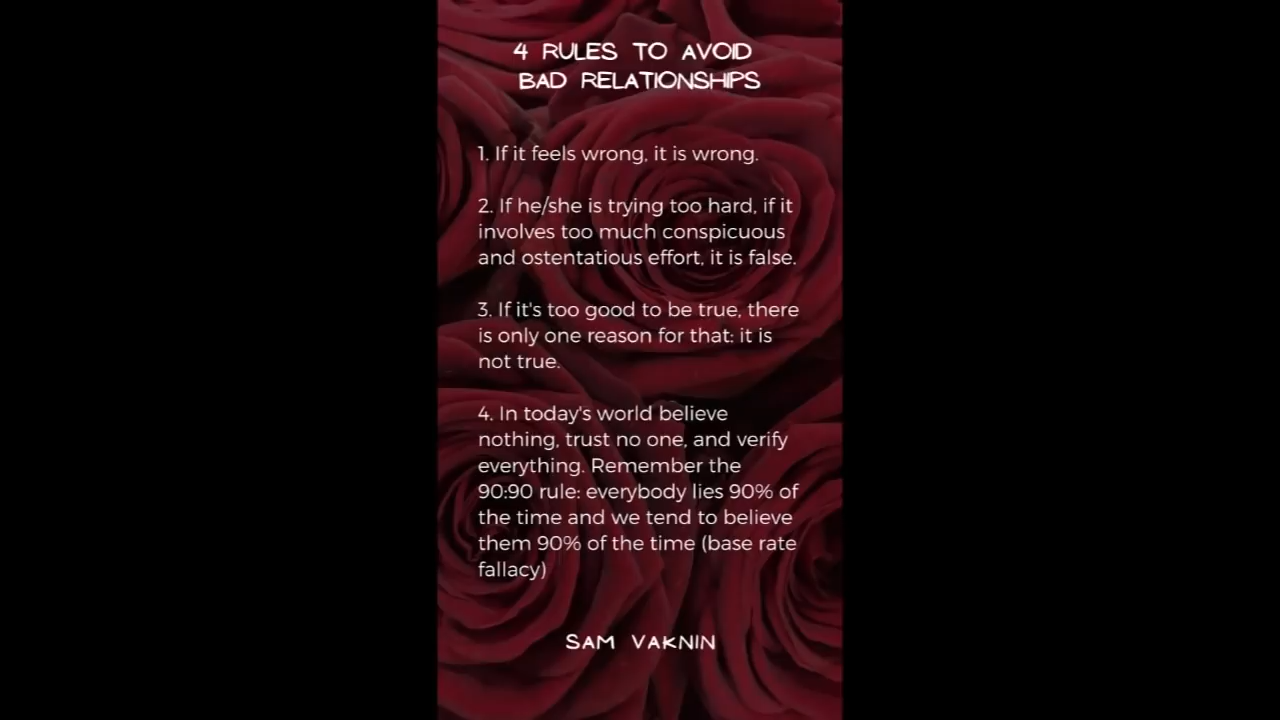 4 RULES TO AVOID
BAD RELATIONSHIPS
1. If it feels wrong, it is wrong.
2. If he/she is trying too hard, if it
involves too much conspicuous
and ostentatious effort, it is false.
3. If it's too good to be true, there
is only one reason for that: it is
not true.
4. In today's world believe
nothing, trust no one, and verify
everything. Remember the
90:90 rule: everybody lies 90% of
the time and we tend to believe
them 90% of the time (base rate
fallacy)
SAM VAKNIN